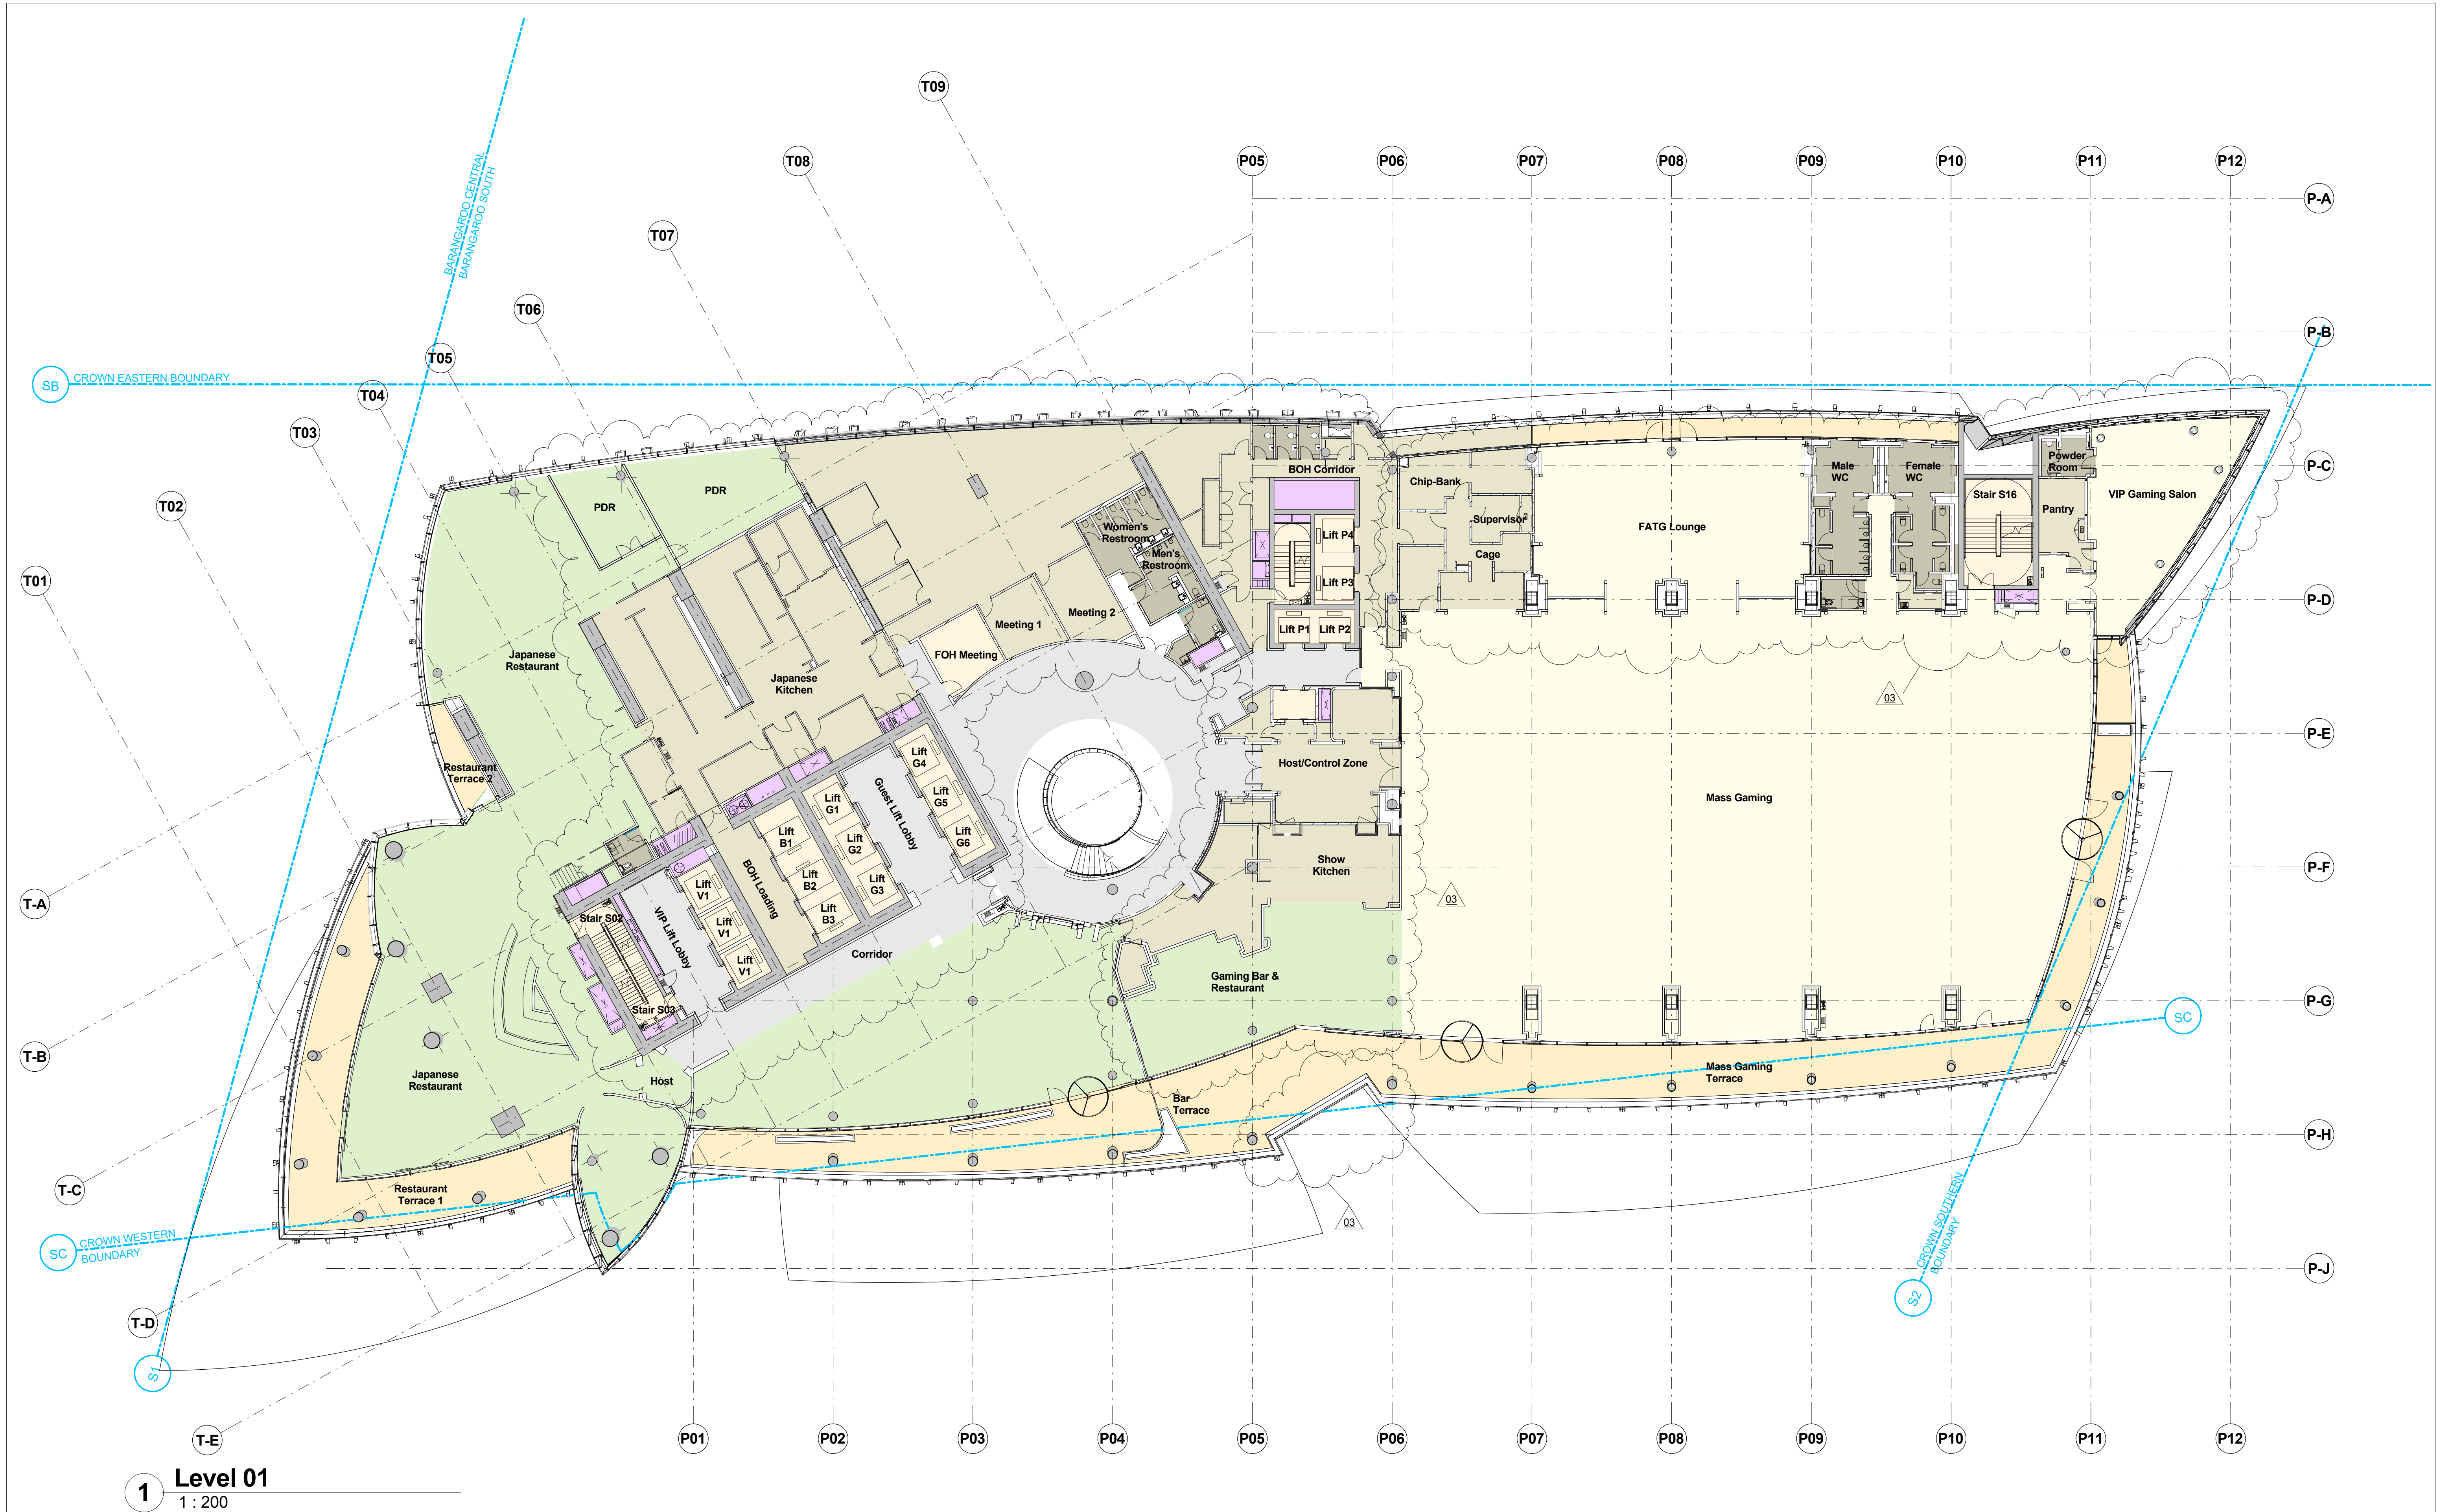 T09
T08
P05
P06
P07
P08
P09
P10
P11
P12
P-A
T07
BARANGAROO CENTRAL
BARANGAROO SOUTH
T06
P-B
T05
SB
CROWN EASTERN BOUNDARY
T04
T03
T02
T01
P-C
P-D
P-E
P-F
P-G
P-H
P-J
PDR
PDR
BOH Corridor
Chip-Bank
Supervisor
Cage
FATG Lounge
Male
WC
Female
WC
Stair S16
Powder
Room
Pantry
VIP Gaming Salon
Women's
Restroom
Men's
Restroom
Lift P4
Lift P3
Lift P1
Lift P2
Meeting 2
Meeting 1
FOH Meeting
Japanese
Restaurant
Japanese
Kitchen
03
Restaurant
Terrace 2
Lift
G4
Lift
G5
Lift
G6
Guest Lift Lobby
Lift
G1
Lift
G2
Lift
G3
Lift
B1
Lift
B2
Lift
B3
BOH Loading
Lift
V1
Lift
V1
Lift
V1
VIP Lift Lobby
Stair S02
Stair S03
Corridor
Host/Control Zone
Mass Gaming
Show
Kitchen
03
Gaming Bar &
Restaurant
SC
Japanese
Restaurant
Host
Bar
Terrace
Mass Gaming
Terrace
Restaurant
Terrace 1
03
T-A
T-B
T-C
T-D
T-E
SC
CROWN WESTERN
BOUNDARY
S1
CROWN SOUTHERN
BOUNDARY
S2
P01
P02
P03
P04
P05
P06
P07
P08
P09
P10
P11
P12
1
Level 01
1 : 200